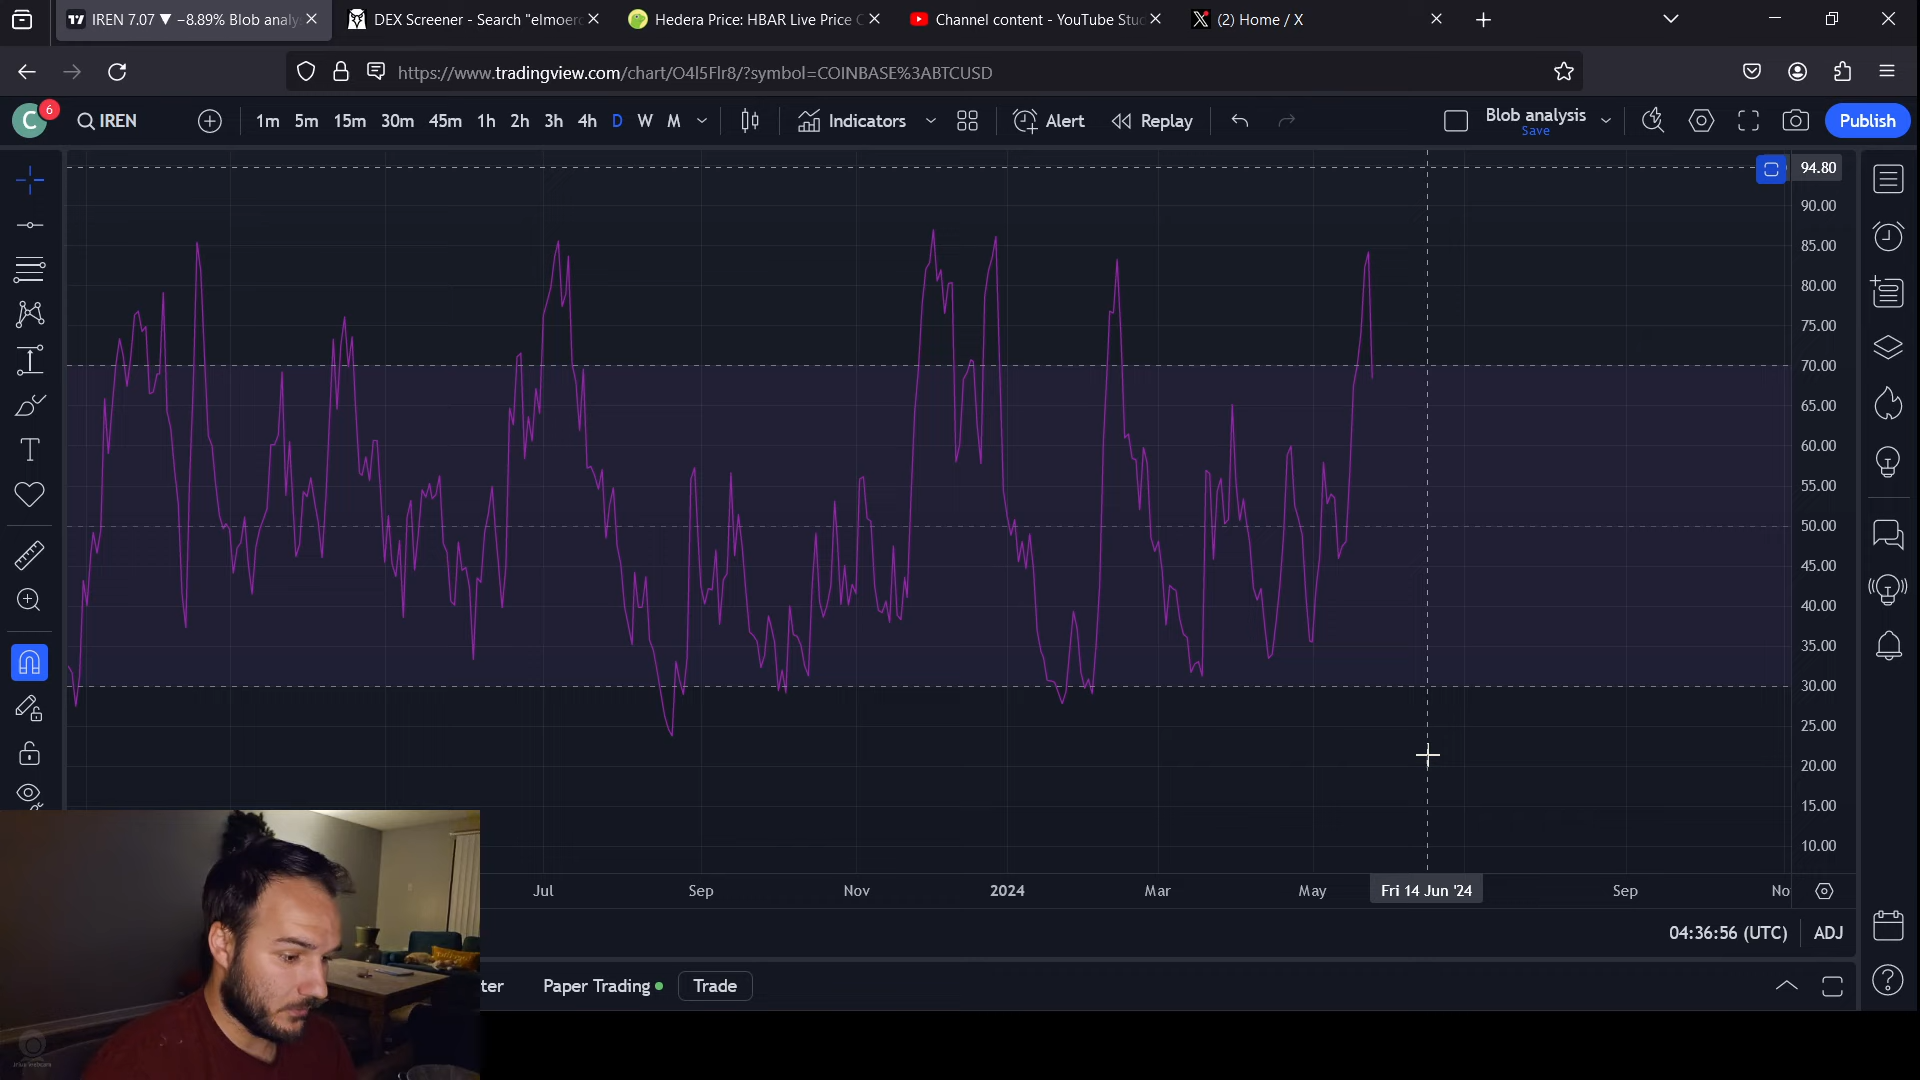 IREN 7.07 ▼ −8.89% Blob analy
DEX Screener - Search "elmoer
Hedera Price: HBAR Live Price C
Channel content - YouTube Stu
(2) Home / X
https://www.tradingview.com/chart/O4l5Flr8/?symbol=COINBASE%3ABTCUSD
C
6
IREN
1m 5m 15m 30m 45m 1h 2h 3h 4h D W M
Indicators
Alert
Replay
Blob analysis
Save
Publish
94.80
90.00
85.00
80.00
75.00
70.00
65.00
60.00
55.00
50.00
45.00
40.00
35.00
30.00
25.00
20.00
15.00
10.00
Jul Sep Nov 2024 Mar May Fri 14 Jun '24 Sep No
04:36:56 (UTC) ADJ
ter Paper Trading Trade